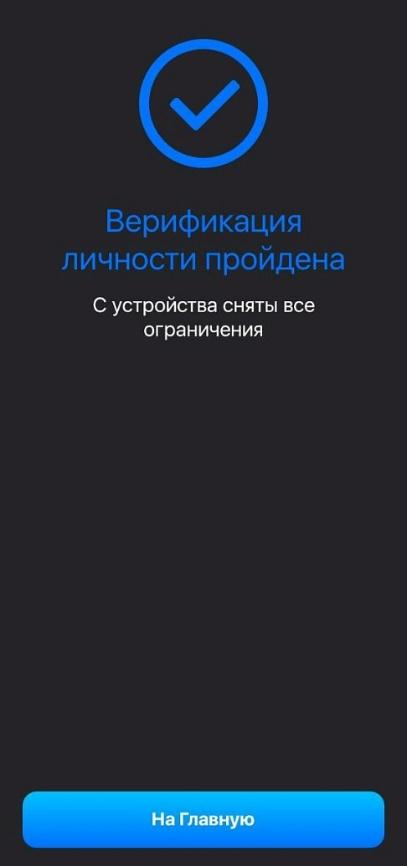 Верификация
личности пройдена
С устройства сняты все
ограничения
На Главную